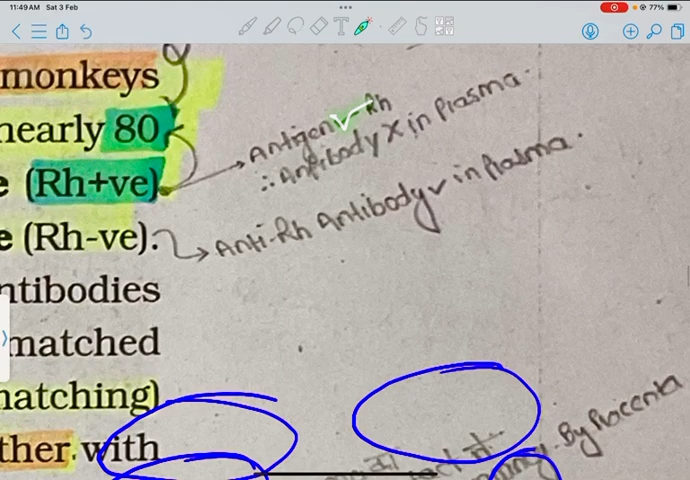 11:49 AM Sat 3 Feb
77%
monkeys
nearly 80
e (Rh+ve)
Antigen ✓ Rh
∴ Antibody X in Plasma.
e (Rh-ve).
Anti-Rh Antibody ✓ in Plasma.
ntibodies
matched
matching)
ther with
By Placenta